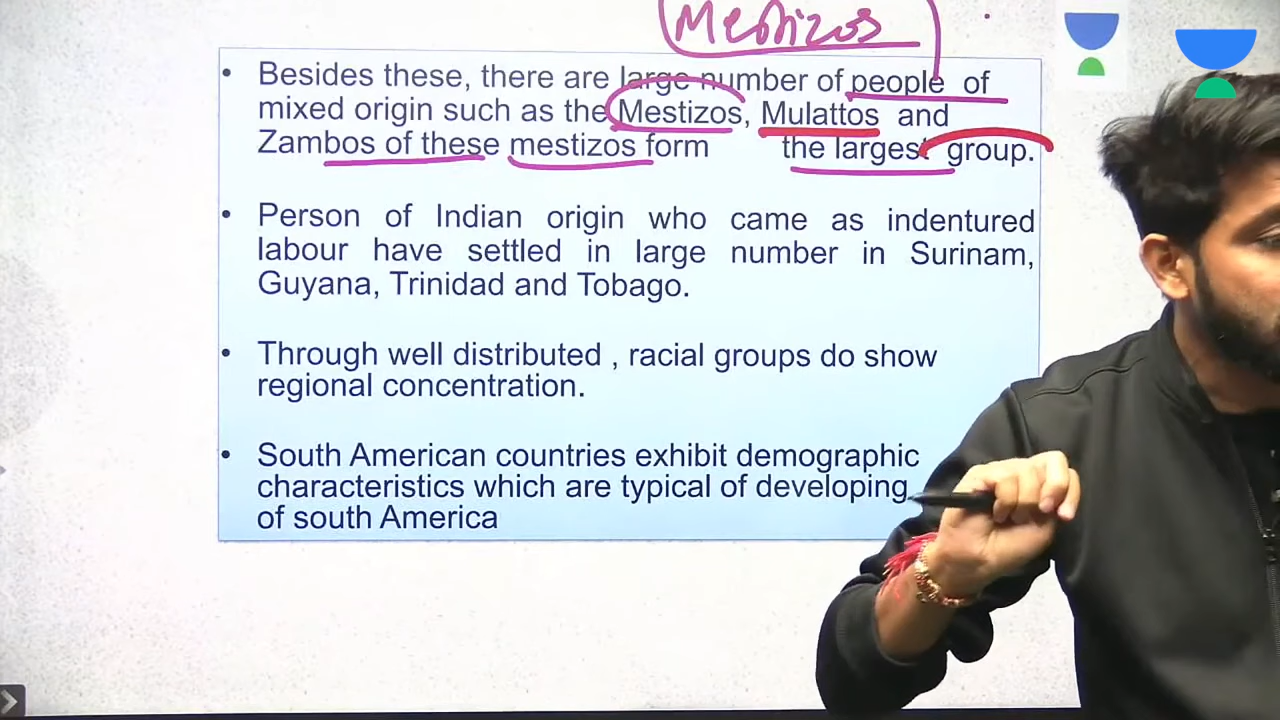 Mestizos
• Besides these, there are large number of people of
mixed origin such as the Mestizos, Mulattos and
Zambos of these mestizos form the largest group.
• Person of Indian origin who came as indentured
labour have settled in large number in Surinam,
Guyana, Trinidad and Tobago.
• Through well distributed , racial groups do show
regional concentration.
• South American countries exhibit demographic
characteristics which are typical of developing
of south America